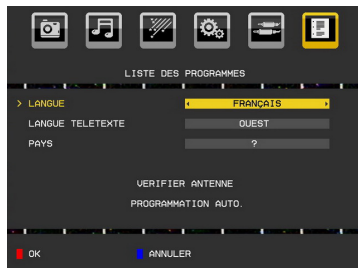 LISTE DES PROGRAMMES
> LANGUE FRANÇAIS
LANGUE TELETEXTE OUEST
PAYS ?
VERIFIER ANTENNE
PROGRAMMATION AUTO.
OK ANNULER